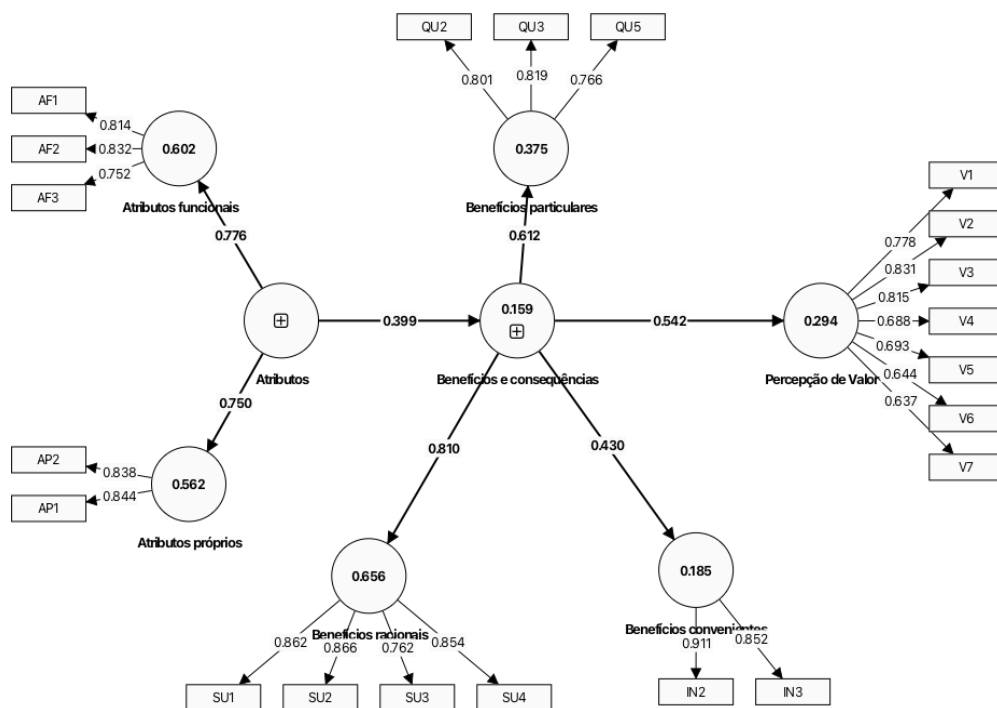 QU2 QU3 QU5
0.801 0.819 0.766
AF1
0.814
AF2
0.832
AF3
0.752
0.602
Atributos funcionais
0.375
Benefícios particulares
0.776
0.612
V1
V2
V3
V4
V5
V6
V7
0.778
0.831
0.815
0.688
0.693
0.644
0.637
Atributos
0.399
0.159
Benefícios e consequências
0.542
0.294
Percepção de Valor
0.750
0.810
0.430
AP2
0.838
AP1
0.844
0.562
Atributos próprios
0.656
Benefícios racionais
0.185
Benefícios convenientes
0.862 0.866 0.762 0.854
0.911 0.852
SU1 SU2 SU3 SU4
IN2 IN3